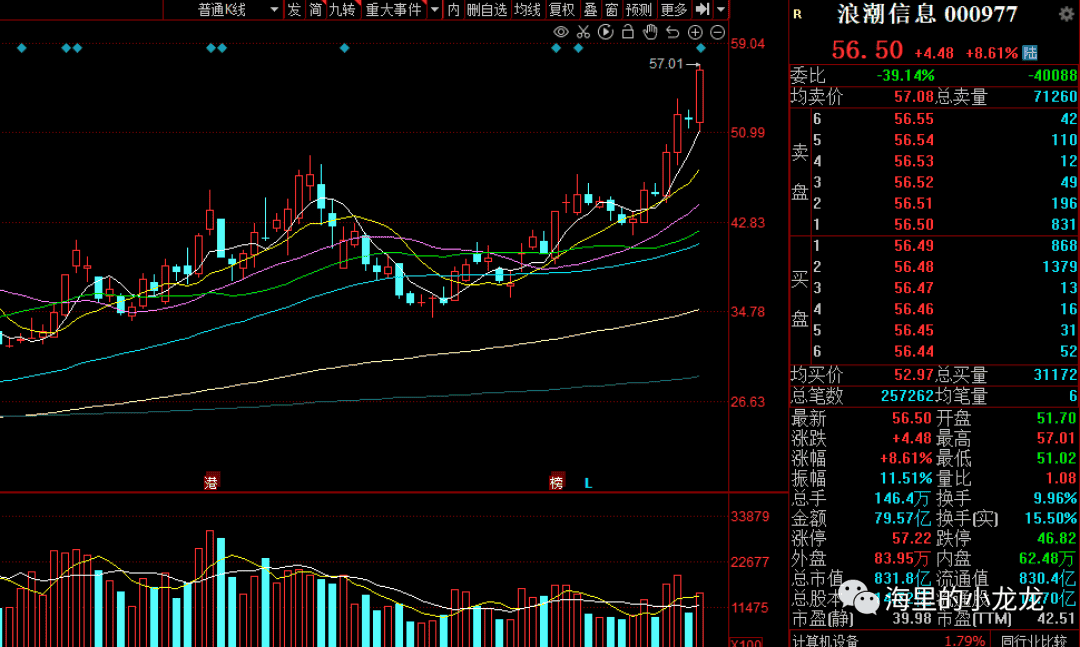 普通K线 发 简 九转 重大事件 内 删自选 均线 复权 叠 窗 预测 更多
R 浪潮信息 000977
56.50 +4.48 +8.61% 陆
委比 -39.14% -40088
均卖价 57.08 总卖量 71260
卖盘
6 56.55 42
5 56.54 110
4 56.53 12
3 56.52 49
2 56.51 196
1 56.50 831
买盘
1 56.49 868
2 56.48 1379
3 56.47 13
4 56.46 16
5 56.45 31
6 56.44 52
均买价 52.97 总买量 31172
总笔数 257262 均笔量 6
最新 56.50 开盘 51.70
涨跌 +4.48 最高 57.01
涨幅 +8.61% 最低 51.02
振幅 11.51% 量比 1.08
总手 146.4万 换手 9.96%
金额 79.57亿 换手(实) 15.50%
涨停 57.22 跌停 46.82
外盘 83.95万 内盘 62.48万
总市值 831.8亿 流通值 830.4亿
总股本
海里的小龙龙
市盈(静) 39.98 市盈(TTM) 42.51
计算机设备 1.79% 同行业比较
57.01
59.04
50.99
42.83
34.78
26.63
港 榜 L
33879
22677
11475
X100